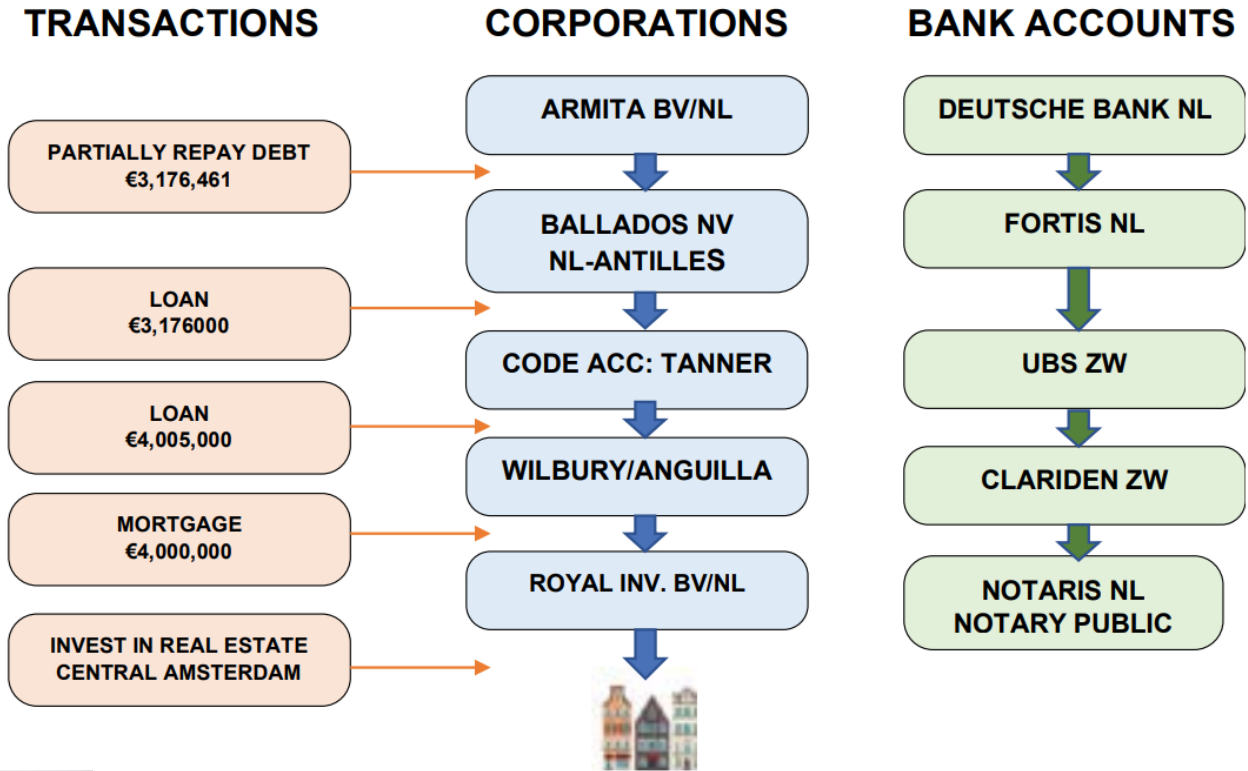 TRANSACTIONS
PARTIALLY REPAY DEBT
€3,176,461
LOAN
€3,176000
LOAN
€4,005,000
MORTGAGE
€4,000,000
INVEST IN REAL ESTATE
CENTRAL AMSTERDAM
CORPORATIONS
ARMITA BV/NL
BALLADOS NV
NL-ANTILLES
CODE ACC: TANNER
WILBURY/ANGUILLA
ROYAL INV. BV/NL
BANK ACCOUNTS
DEUTSCHE BANK NL
FORTIS NL
UBS ZW
CLARIDEN ZW
NOTARIS NL
NOTARY PUBLIC